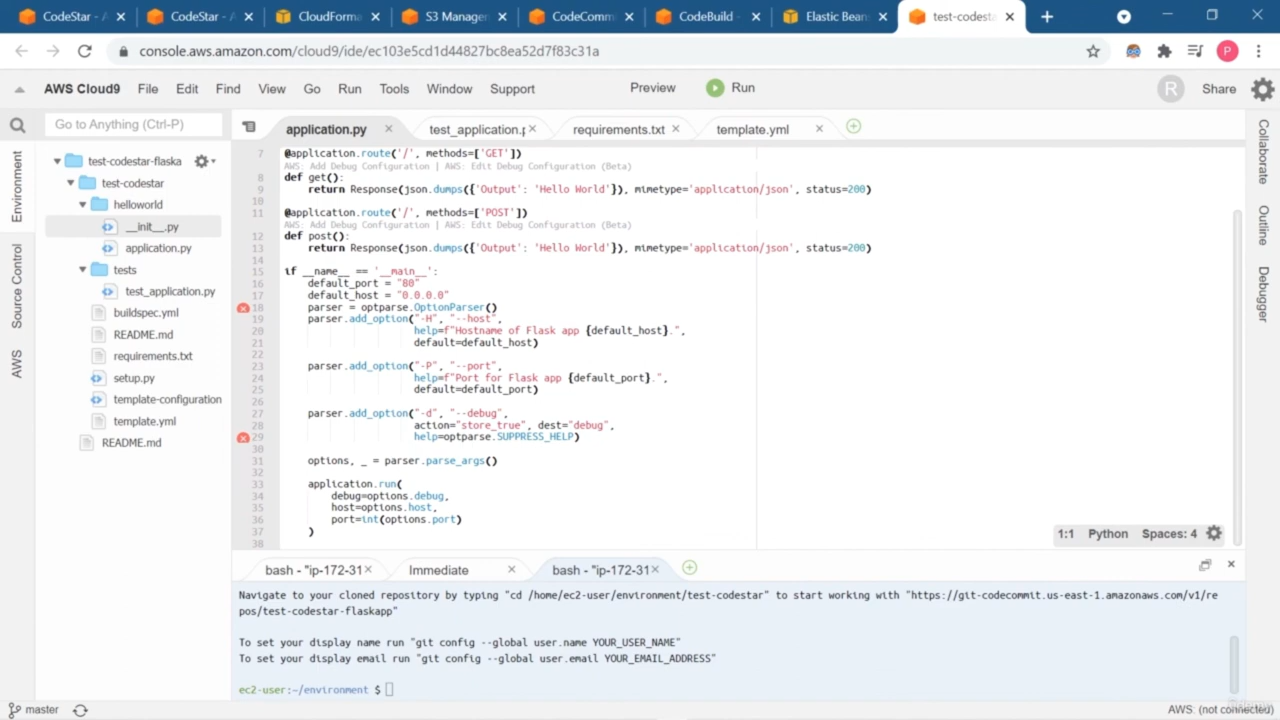 CodeStar - A
CodeStar - A
CloudForma
S3 Manager
CodeComm
CodeBuild -
Elastic Bean
test-codesta
console.aws.amazon.com/cloud9/ide/ec103e5cd1d44827bc8ea52d7f83c31a
P
AWS Cloud9 File Edit Find View Go Run Tools Window Support Preview Run R Share
Go to Anything (Ctrl-P)
application.py
test_application.p
requirements.txt
template.yml
Environment
Source Control
AWS
test-codestar-flaska
test-codestar
helloworld
__init__.py
application.py
tests
test_application.py
buildspec.yml
README.md
requirements.txt
setup.py
template-configuration
template.yml
README.md
7 @application.route('/', methods=['GET'])
AWS: Add Debug Configuration | AWS: Edit Debug Configuration (Beta)
8 def get():
9 return Response(json.dumps({'Output': 'Hello World'}), mimetype='application/json', status=200)
10
11 @application.route('/', methods=['POST'])
AWS: Add Debug Configuration | AWS: Edit Debug Configuration (Beta)
12 def post():
13 return Response(json.dumps({'Output': 'Hello World'}), mimetype='application/json', status=200)
14
15 if __name__ == '__main__':
16 default_port = "80"
17 default_host = "0.0.0.0"
18 parser = optparse.OptionParser()
19 parser.add_option("-H", "--host",
20 help=f"Hostname of Flask app {default_host}.",
21 default=default_host)
22
23 parser.add_option("-P", "--port",
24 help=f"Port for Flask app {default_port}.",
25 default=default_port)
26
27 parser.add_option("-d", "--debug",
28 action="store_true", dest="debug",
29 help=optparse.SUPPRESS_HELP)
30
31 options, _ = parser.parse_args()
32
33 application.run(
34 debug=options.debug,
35 host=options.host,
36 port=int(options.port)
37 )
38
1:1 Python Spaces: 4
Collaborate
Outline
Debugger
bash - "ip-172-31
Immediate
bash - "ip-172-31
Navigate to your cloned repository by typing "cd /home/ec2-user/environment/test-codestar" to start working with "https://git-codecommit.us-east-1.amazonaws.com/v1/re
pos/test-codestar-flaskapp"
To set your display name run "git config --global user.name YOUR_USER_NAME"
To set your display email run "git config --global user.email YOUR_EMAIL_ADDRESS"
ec2-user:~/environment $
master
AWS: (not connected)